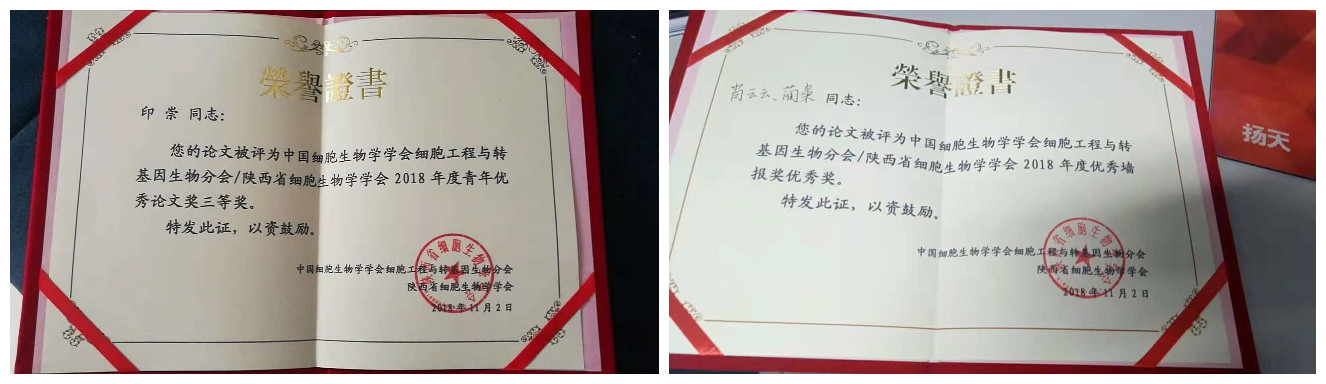 榮譽證書
印 崇 同志：
您的论文被评为中国细胞生物学学会细胞工程与转
基因生物分会/陕西省细胞生物学学会 2018 年度青年优
秀论文奖三等奖。
特发此证，以资鼓励。
中国细胞生物学学会细胞工程与转基因生物分会
陕西省细胞生物学学会
2018 年 11 月 2 日
榮譽證書
肖云云、蔺枭 同志：
您的论文被评为中国细胞生物学学会细胞工程与转
基因生物分会/陕西省细胞生物学学会 2018 年度优秀墙
报奖优秀奖。
特发此证，以资鼓励。
中国细胞生物学学会细胞工程与转基因生物分会
陕西省细胞生物学学会
2018 年 11 月 2 日
扬天